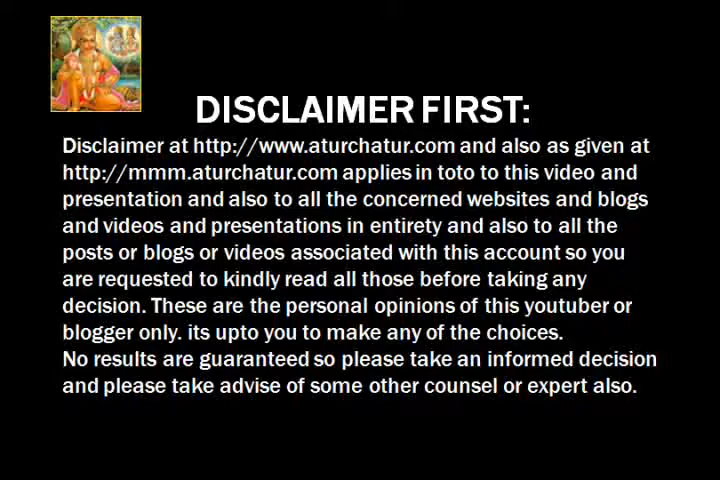 DISCLAIMER FIRST:
Disclaimer at http://www.aturchatur.com and also as given at
http://mmm.aturchatur.com applies in toto to this video and
presentation and also to all the concerned websites and blogs
and videos and presentations in entirety and also to all the
posts or blogs or videos associated with this account so you
are requested to kindly read all those before taking any
decision. These are the personal opinions of this youtuber or
blogger only. its upto you to make any of the choices.
No results are guaranteed so please take an informed decision
and please take advise of some other counsel or expert also.